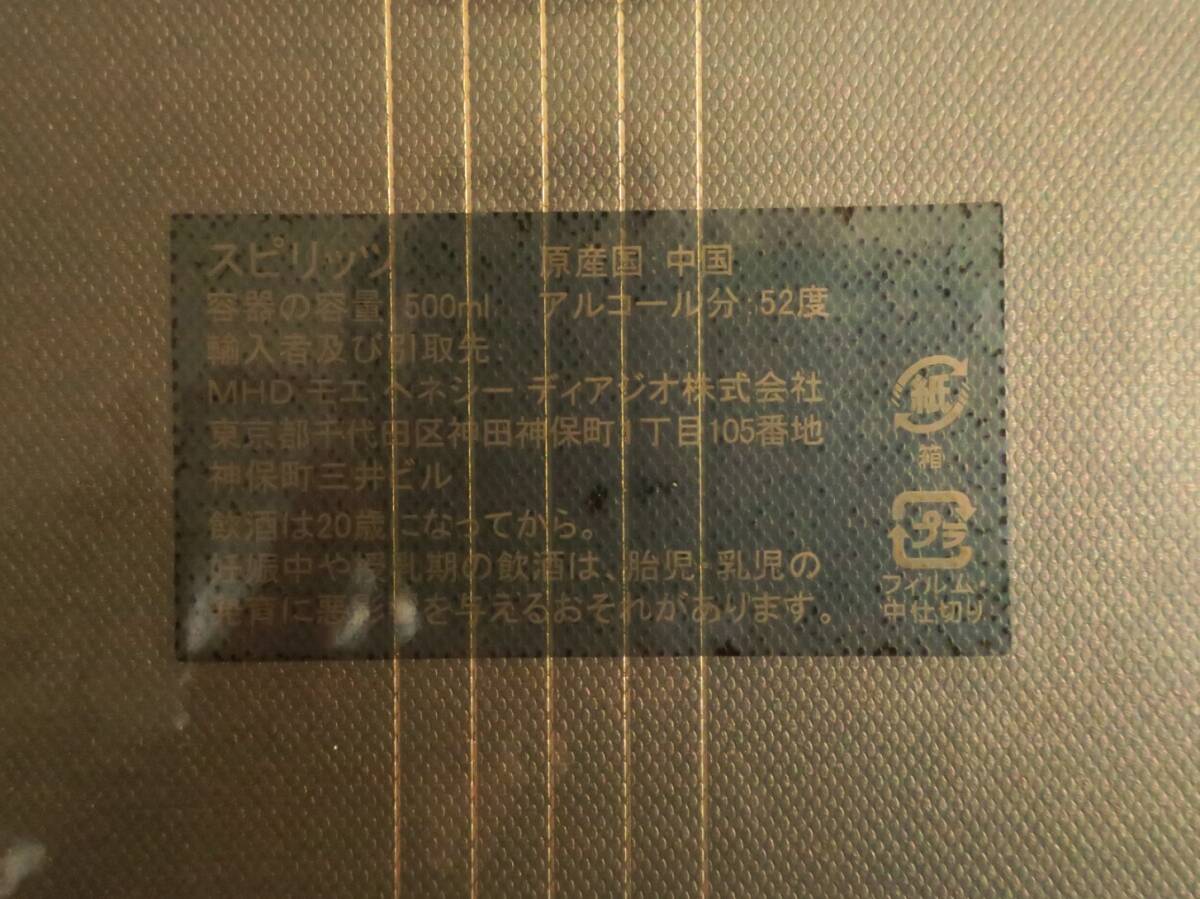 スピリッツ 原産国:中国
容器の容量:500ml アルコール分:52度
輸入者及び引取先
MHD モエ ヘネシー ディアジオ株式会社
東京都千代田区神田神保町1丁目105番地
神保町三井ビル
飲酒は20歳になってから。
妊娠中や授乳期の飲酒は、胎児・乳児の
発育に悪影響を与えるおそれがあります。
紙
箱
プラ
フィルム・
中仕切り